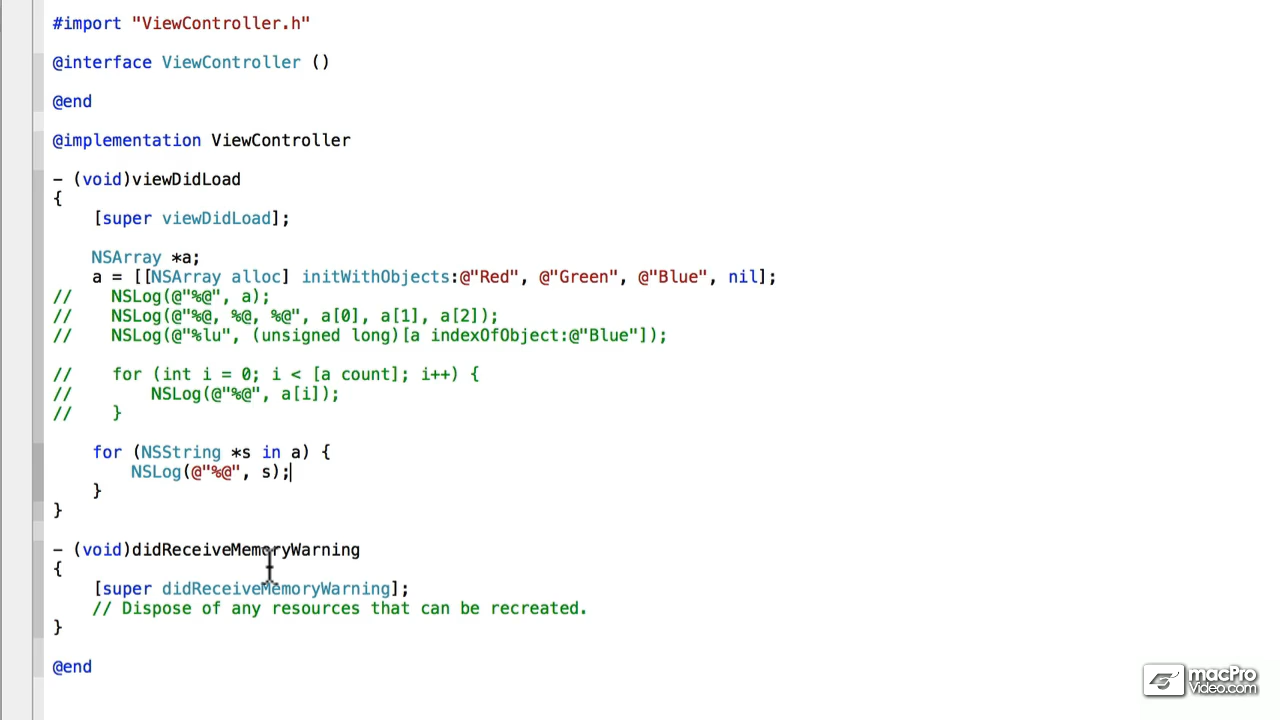 #import "ViewController.h"
@interface ViewController ()
@end
@implementation ViewController
- (void)viewDidLoad
{
[super viewDidLoad];
NSArray *a;
a = [[NSArray alloc] initWithObjects:@"Red", @"Green", @"Blue", nil];
// NSLog(@"%@", a);
// NSLog(@"%@, %@, %@", a[0], a[1], a[2]);
// NSLog(@"%lu", (unsigned long)[a indexOfObject:@"Blue"]);
// for (int i = 0; i < [a count]; i++) {
// NSLog(@"%@", a[i]);
// }
for (NSString *s in a) {
NSLog(@"%@", s);
}
}
- (void)didReceiveMemoryWarning
{
[super didReceiveMemoryWarning];
// Dispose of any resources that can be recreated.
}
@end
macPro
Video.com